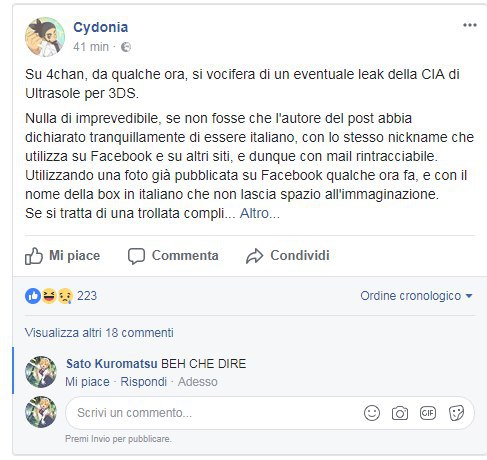 Cydonia
41 min ·
Su 4chan, da qualche ora, si vocifera di un eventuale leak della CIA di
Ultrasole per 3DS.
Nulla di imprevedibile, se non fosse che l'autore del post abbia
dichiarato tranquillamente di essere italiano, con lo stesso nickname che
utilizza su Facebook e su altri siti, e dunque con mail rintracciabile.
Utilizzando una foto già pubblicata su Facebook qualche ora fa, e con il
nome della box in italiano che non lascia spazio all'immaginazione.
Se si tratta di una trollata compli... Altro...
Mi piace Commenta Condividi
223 Ordine cronologico
Visualizza altri 18 commenti
Sato Kuromatsu BEH CHE DIRE
Mi piace · Rispondi · Adesso
Scrivi un commento... GIF
Premi Invio per pubblicare.